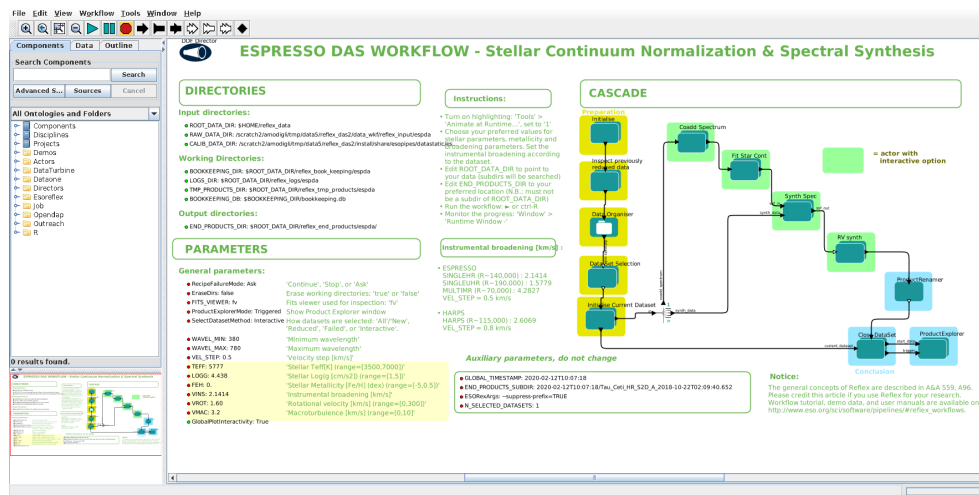 File Edit View Workflow Tools Window Help
Components Data Outline
Search Components
Search
Advanced S... Sources Cancel
All Ontologies and Folders
Components
Disciplines
Projects
Demos
Actors
DataTurbine
Dataone
Directors
Esoreflex
Job
Opendap
Outreach
R
0 results found.
DDF Director
ESPRESSO DAS WORKFLOW - Stellar Continuum Normalization & Spectral Synthesis
DIRECTORIES
Input directories:
ROOT_DATA_DIR: $HOME/reflex_data
RAW_DATA_DIR: /scratch2/amodigli/tmp/data5/reflex_das2/data_wkf/reflex_input/espda
CALIB_DATA_DIR: /scratch2/amodigli/tmp/data5/reflex_das2/install/share/esopipes/datastatic/es
Working Directories:
BOOKKEEPING_DIR: $ROOT_DATA_DIR/reflex_book_keeping/espda
LOGS_DIR: $ROOT_DATA_DIR/reflex_logs/espda
TMP_PRODUCTS_DIR: $ROOT_DATA_DIR/reflex_tmp_products/espda
BOOKKEEPING_DB: $BOOKKEEPING_DIR/bookkeeping.db
Output directories:
END_PRODUCTS_DIR: $ROOT_DATA_DIR/reflex_end_products/espda/
PARAMETERS
General parameters:
RecipeFailureMode: Ask 'Continue', 'Stop', or 'Ask'
EraseDirs: false Erase working directories: 'true' or 'false'
FITS_VIEWER: fv Fits viewer used for inspection: 'fv'
ProductExplorerMode: Triggered Show Product Explorer window
SelectDatasetMethod: Interactive How datasets are selected: 'All'/'New',
'Reduced', 'Failed', or 'Interactive'.
WAVEL_MIN: 380 'Minimum wavelength'
WAVEL_MAX: 780 'Maximum wavelength'
VEL_STEP: 0.5 'Velocity step [km/s]'
TEFF: 5777 'Stellar Teff[K] (range=[3500,7000])'
LOGG: 4.438 'Stellar Log(g [cm/s2]) (range=[1,5])'
FEH: 0. 'Stellar Metallicity [Fe/H] (dex) (range=[-5,0.5])'
VINS: 2.1414 'Instrumental broadening [km/s]'
VROT: 1.60 'Rotational velocity [km/s] (range=[0,300])'
VMAC: 3.2 'Macroturbulence [km/s] (range=[0,10]'
GlobalPlotInteractivity: True
Instructions:
• Turn on highlighting: 'Tools' >
'Animate at Runtime...', set to '1'
• Choose your preferred values for
stellar parameters, metallicity and
broadening parameters. Set the
instrumental broadening according
to the dataset.
• Edit ROOT_DATA_DIR to point to
your data (subdirs will be searched)
• Edit END_PRODUCTS_DIR to your
preferred location (N.B.: must not
be a subdir of ROOT_DATA_DIR)
• Run the workflow: ► or ctrl-R
• Monitor the progress: 'Window' >
'Runtime Window -'
Instrumental broadening [km/s] :
• ESPRESSO
SINGLEHR (R~140,000) : 2.1414
SINGLEUHR (R~190,000) : 1.5779
MULTIMR (R~70,000) : 4.2827
VEL_STEP = 0.5 km/s
• HARPS
HARPS (R~115,000) : 2.6069
VEL_STEP = 0.8 km/s
CASCADE
Preparation
Initialise
Inspect previously
reduced data
Data Organiser
DataSet Selection
Initialise Current Dataset
Coadd Spectrum
Fit Star Cont
Synth Spec
RV synth
ProductRenamer
Close DataSet
ProductExplorer
Conclusion
= actor with
interactive option
synth_data
synth_data
current_dataset
start_data
trigger
Auxiliary parameters, do not change
GLOBAL_TIMESTAMP: 2020-02-12T10:07:18
END_PRODUCTS_SUBDIR: 2020-02-12T10:07:18/Tau_Ceti_HR_S2D_A_2018-10-22T02:09:40.652
ESORexArgs: --suppress-prefix=TRUE
N_SELECTED_DATASETS: 1
Notice:
The general concepts of Reflex are described in A&A 559, A96.
Please credit this article if you use Reflex for your research.
Workflow tutorial, demo data, and user manuals are available on
http://www.eso.org/sci/software/pipelines/#reflex_workflows.